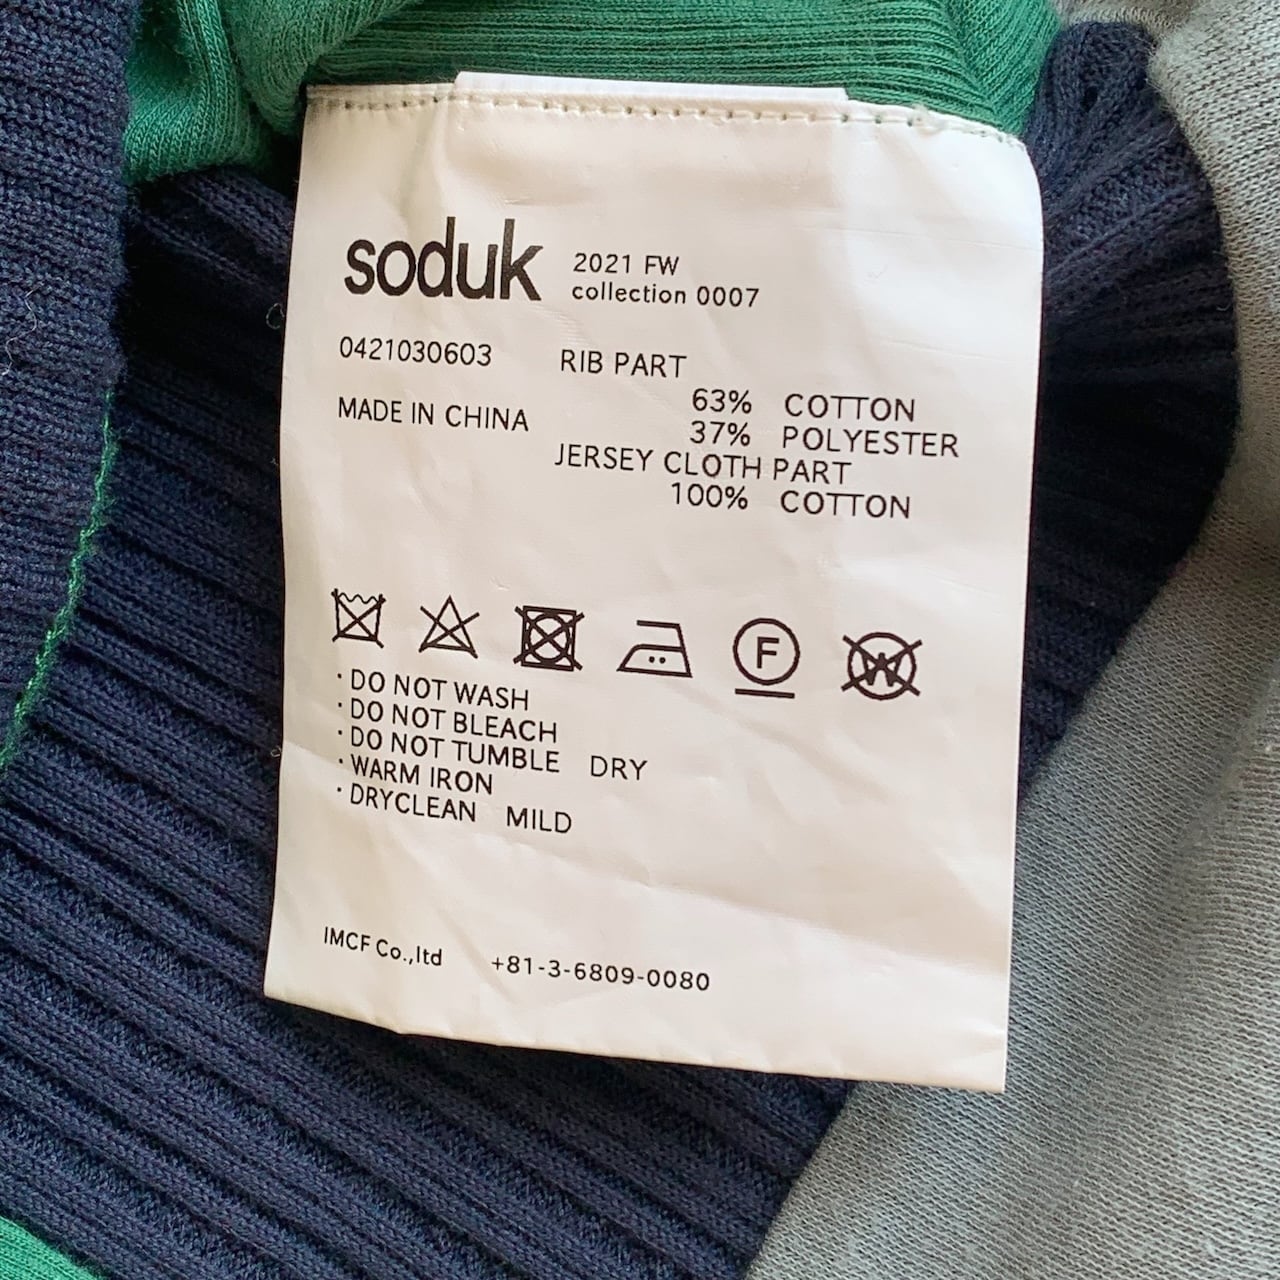 soduk 2021 FW
collection 0007
0421030603 RIB PART
63% COTTON
MADE IN CHINA 37% POLYESTER
JERSEY CLOTH PART
100% COTTON
F W
· DO NOT WASH
· DO NOT BLEACH
· DO NOT TUMBLE DRY
· WARM IRON
· DRYCLEAN MILD
IMCF Co.,ltd +81-3-6809-0080